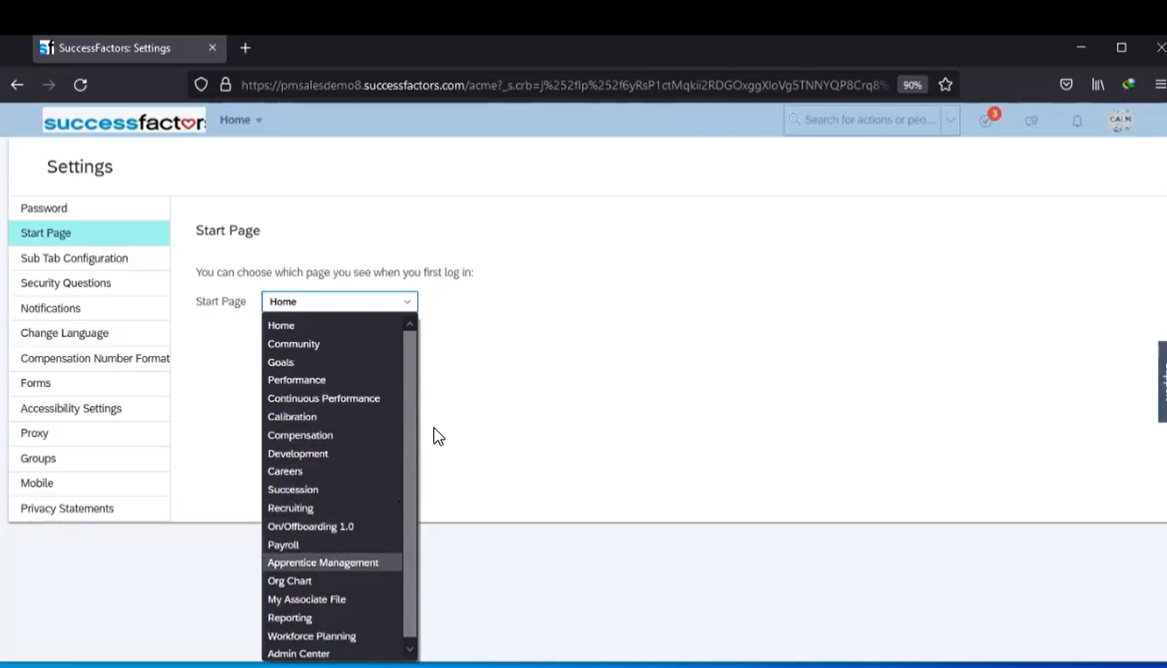 SuccessFactors: Settings
https://pmsalesdemo8.successfactors.com/acme?_s.crb=j%252fIp%252f6yRsP1ctMqkii2RDGOxggXIoVg5TNNYQP8Crq8%
90%
successfactors
Home
Search for actions or peo...
3
CALM
Settings
Password
Start Page
Sub Tab Configuration
Security Questions
Notifications
Change Language
Compensation Number Format
Forms
Accessibility Settings
Proxy
Groups
Mobile
Privacy Statements
Start Page
You can choose which page you see when you first log in:
Start Page
Home
Home
Community
Goals
Performance
Continuous Performance
Calibration
Compensation
Development
Careers
Succession
Recruiting
On/Offboarding 1.0
Payroll
Apprentice Management
Org Chart
My Associate File
Reporting
Workforce Planning
Admin Center